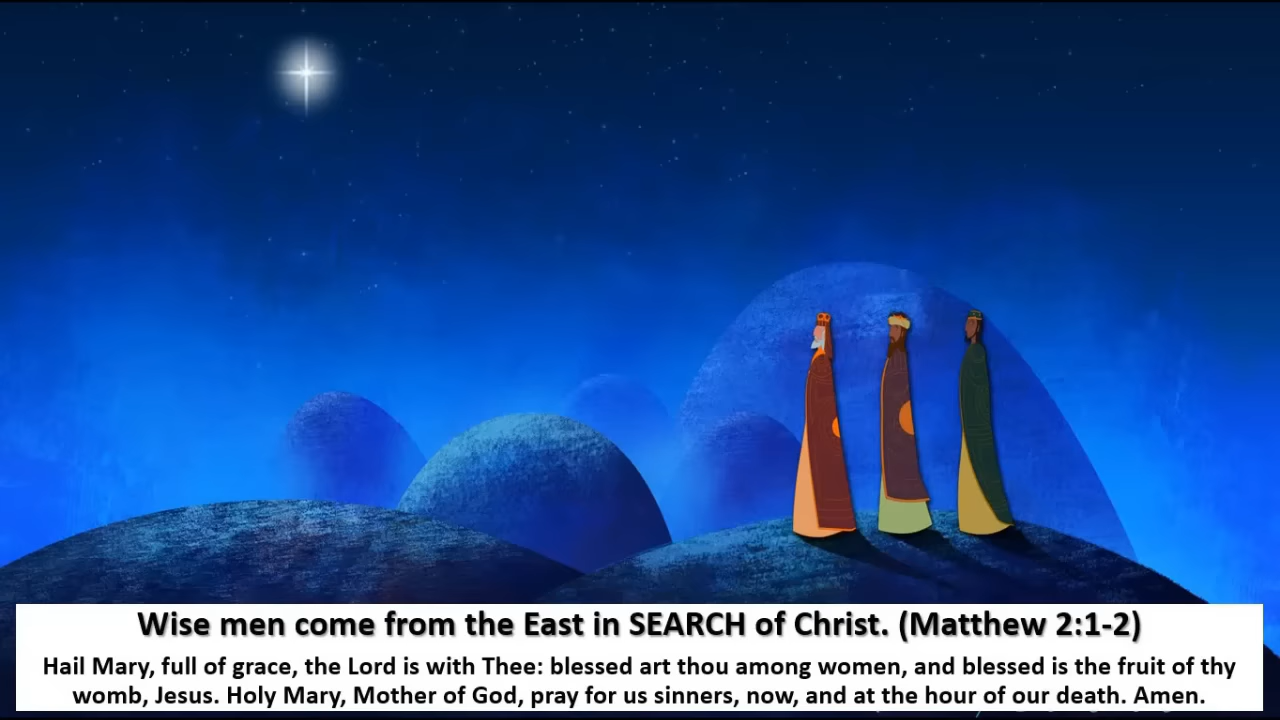 Wise men come from the East in SEARCH of Christ. (Matthew 2:1-2)
Hail Mary, full of grace, the Lord is with Thee: blessed art thou among women, and blessed is the fruit of thy
womb, Jesus. Holy Mary, Mother of God, pray for us sinners, now, and at the hour of our death. Amen.